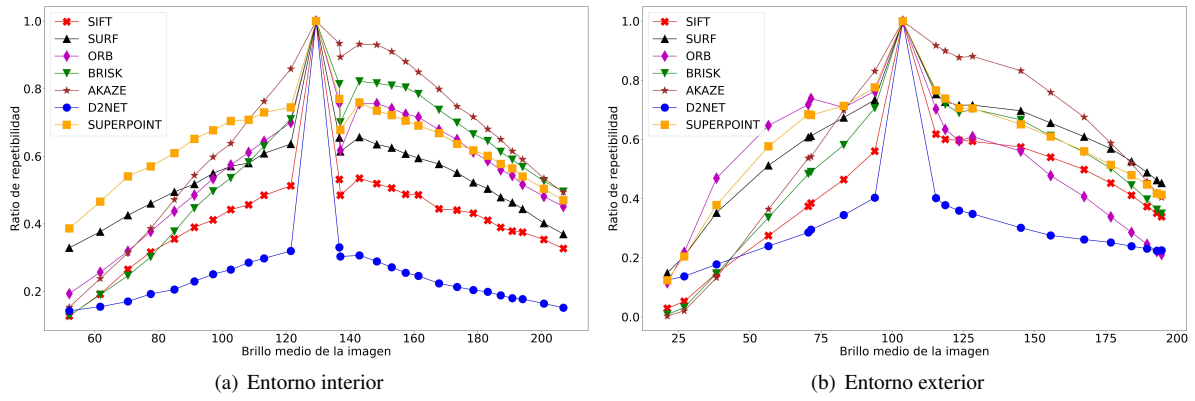 SIFT
SURF
ORB
BRISK
AKAZE
D2NET
SUPERPOINT
Ratio de repetibilidad
1.0
0.8
0.6
0.4
0.2
60 80 100 120 140 160 180 200
Brillo medio de la imagen
(a) Entorno interior
SIFT
SURF
ORB
BRISK
AKAZE
D2NET
SUPERPOINT
Ratio de repetibilidad
1.0
0.8
0.6
0.4
0.2
0.0
25 50 75 100 125 150 175 200
Brillo medio de la imagen
(b) Entorno exterior